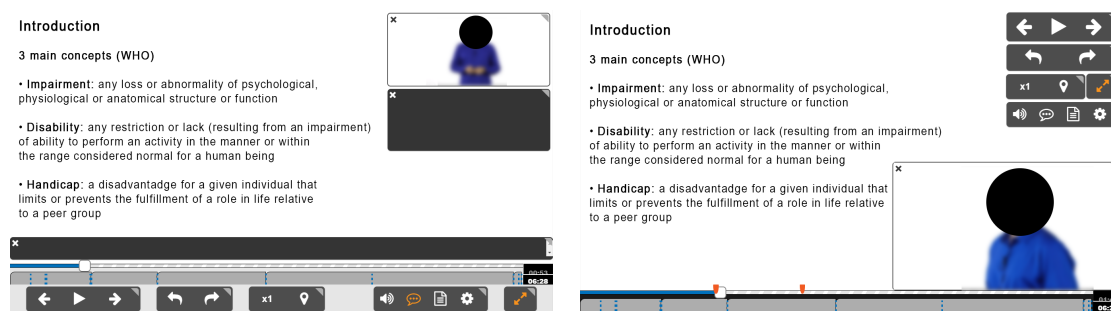 Introduction
3 main concepts (WHO)
• Impairment: any loss or abnormality of psychological,
physiological or anatomical structure or function
• Disability: any restriction or lack (resulting from an impairment)
of ability to perform an activity in the manner or within
the range considered normal for a human being
• Handicap: a disadvantadge for a given individual that
limits or prevents the fulfillment of a role in life relative
to a peer group
00:53
06:28
x1
Introduction
3 main concepts (WHO)
• Impairment: any loss or abnormality of psychological,
physiological or anatomical structure or function
• Disability: any restriction or lack (resulting from an impairment)
of ability to perform an activity in the manner or within
the range considered normal for a human being
• Handicap: a disadvantadge for a given individual that
limits or prevents the fulfillment of a role in life relative
to a peer group
x1